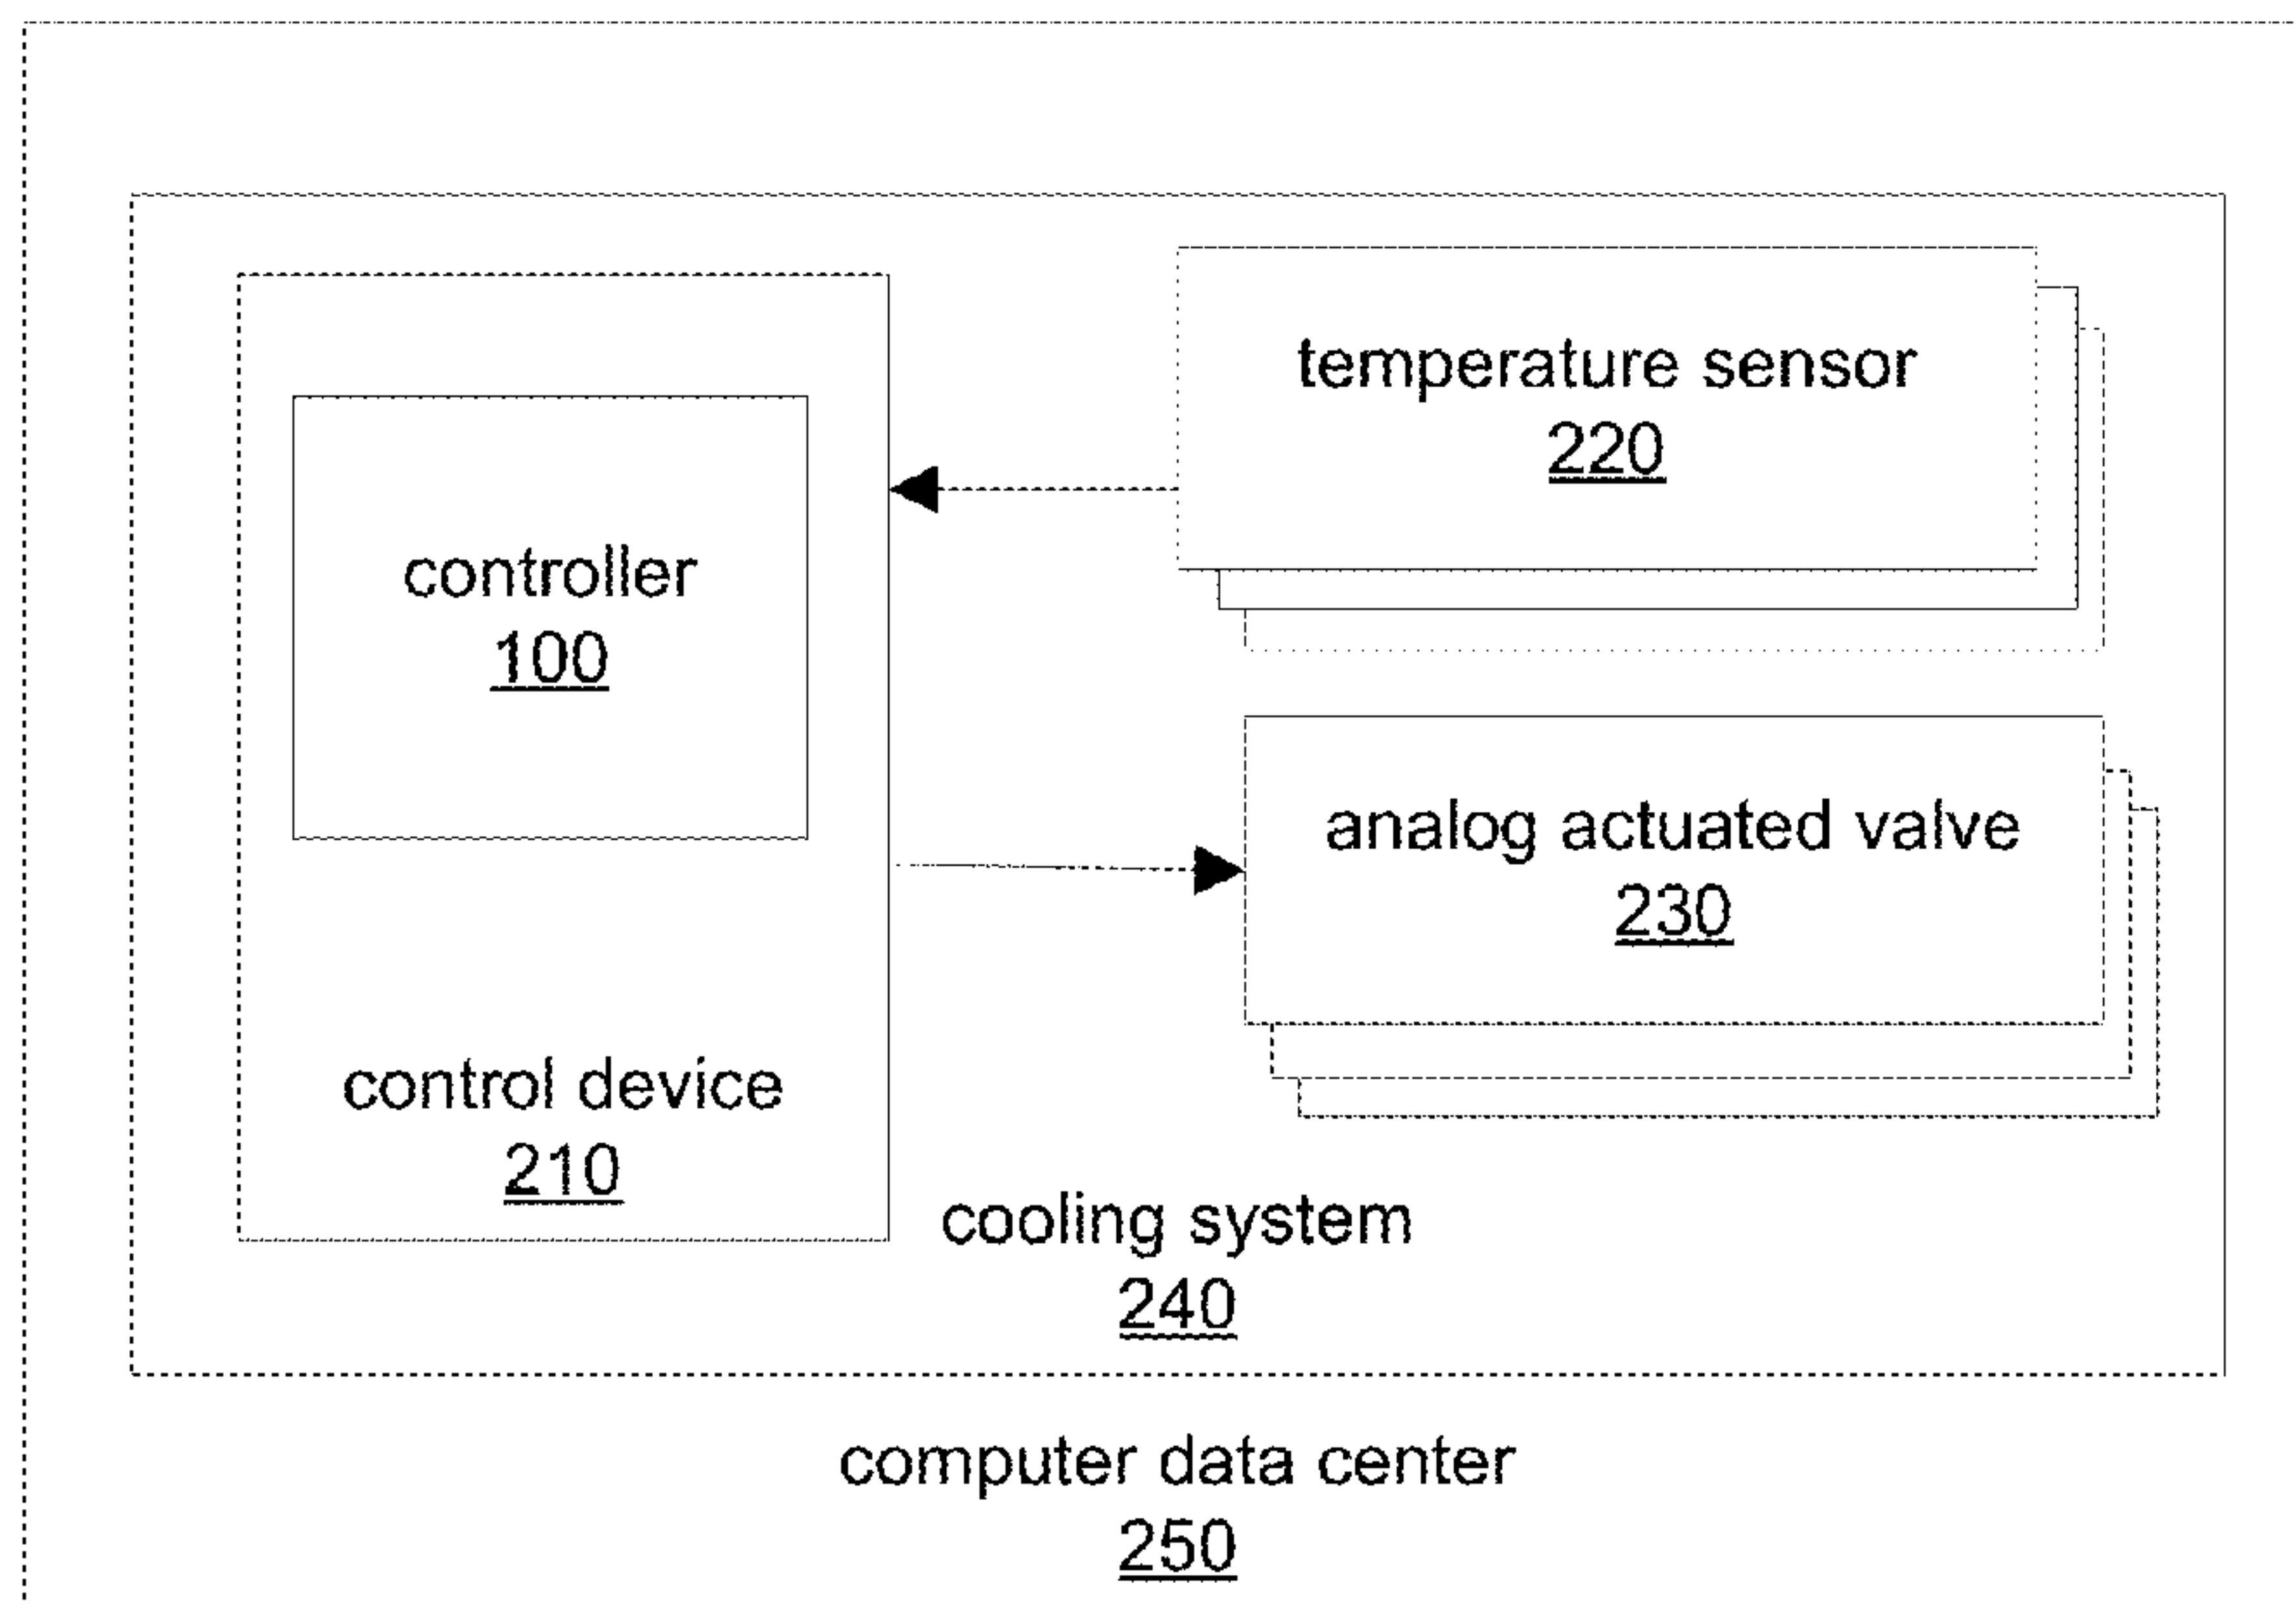 temperature sensor
220
controller
100
analog actuated valve
230
control device
210
cooling system
240
computer data center
250